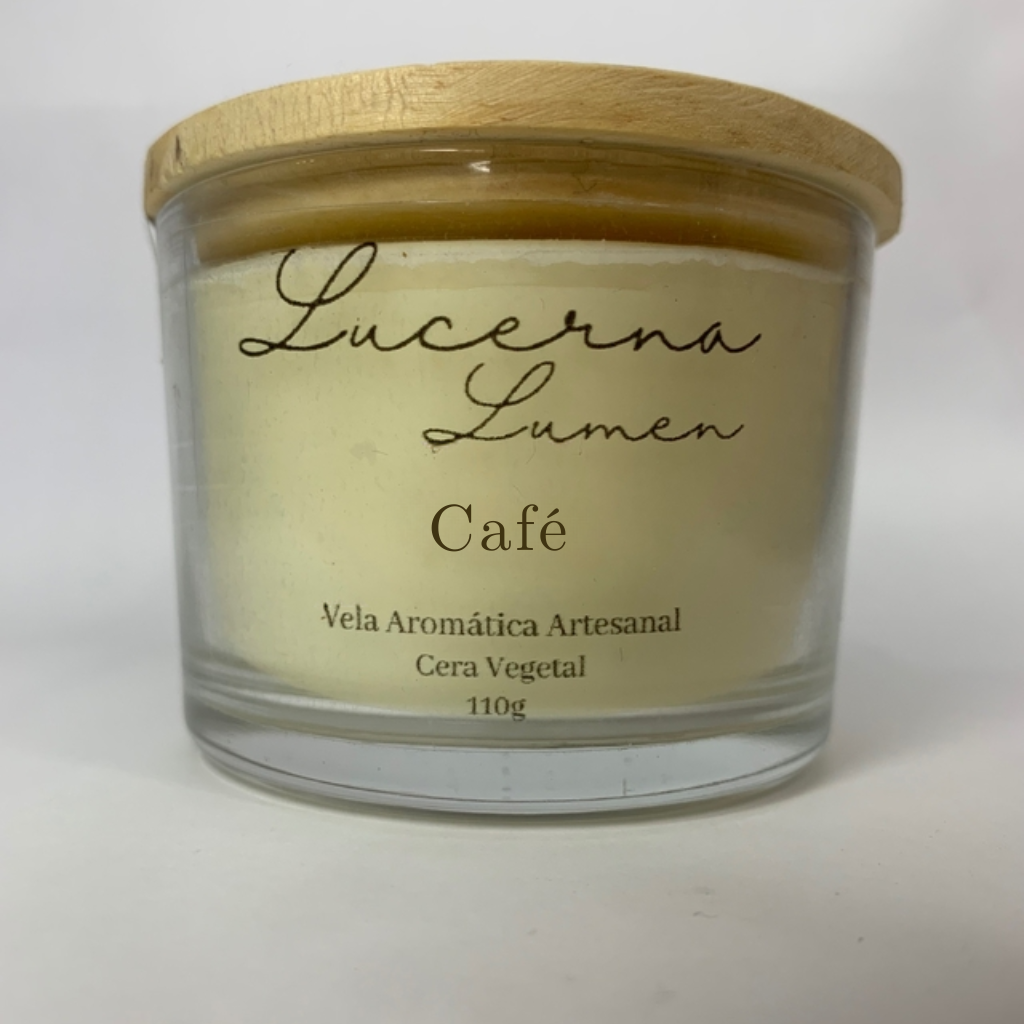 Lucerna
Lumen
Café
Vela Aromática Artesanal
Cera Vegetal
110g